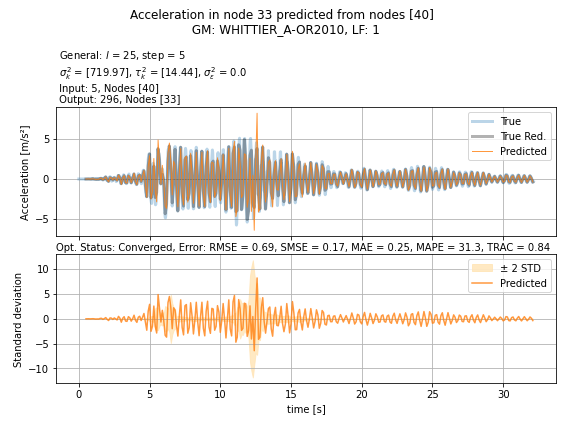 Acceleration in node 33 predicted from nodes [40]
GM: WHITTIER_A-OR2010, LF: 1
General: l = 25, step = 5
σ²ₖ = [719.97], τ²ₖ = [14.44], σ²ₑ = 0.0
Input: 5, Nodes [40]
Output: 296, Nodes [33]
Acceleration [m/s²]
5
0
−5
True
True Red.
Predicted
Opt. Status: Converged, Error: RMSE = 0.69, SMSE = 0.17, MAE = 0.25, MAPE = 31.3, TRAC = 0.84
Standard deviation
10
5
0
−5
−10
± 2 STD
Predicted
0 5 10 15 20 25 30
time [s]